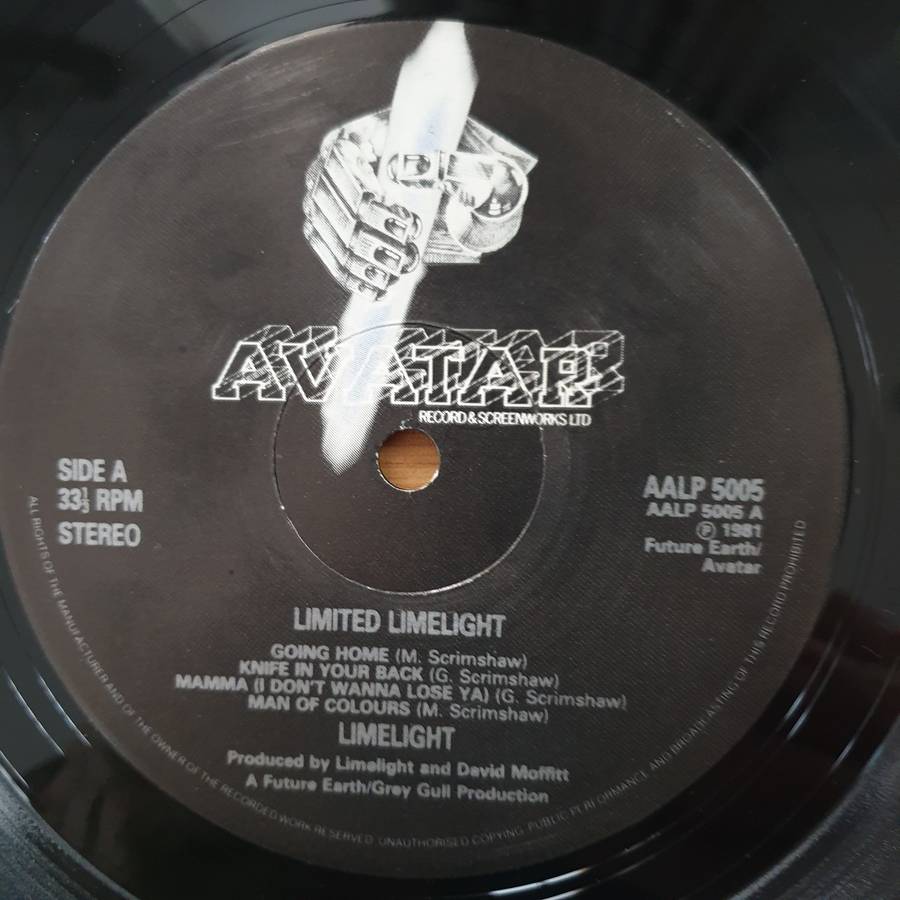 AVATAR
RECORD & SCREENWORKS LTD
SIDE A
33⅓ RPM
STEREO
AALP 5005
AALP 5005 A
Ⓟ 1981
Future Earth/
Avatar
LIMITED LIMELIGHT
GOING HOME (M. Scrimshaw)
KNIFE IN YOUR BACK (G. Scrimshaw)
MAMMA (I DON'T WANNA LOSE YA) (G. Scrimshaw)
MAN OF COLOURS (M. Scrimshaw)
LIMELIGHT
Produced by Limelight and David Moffitt
A Future Earth/Grey Gull Production
ALL RIGHTS OF THE MANUFACTURER AND OF THE OWNER OF THE RECORDED WORK RESERVED. UNAUTHORISED COPYING, PUBLIC PERFORMANCE AND BROADCASTING OF THIS RECORD PROHIBITED